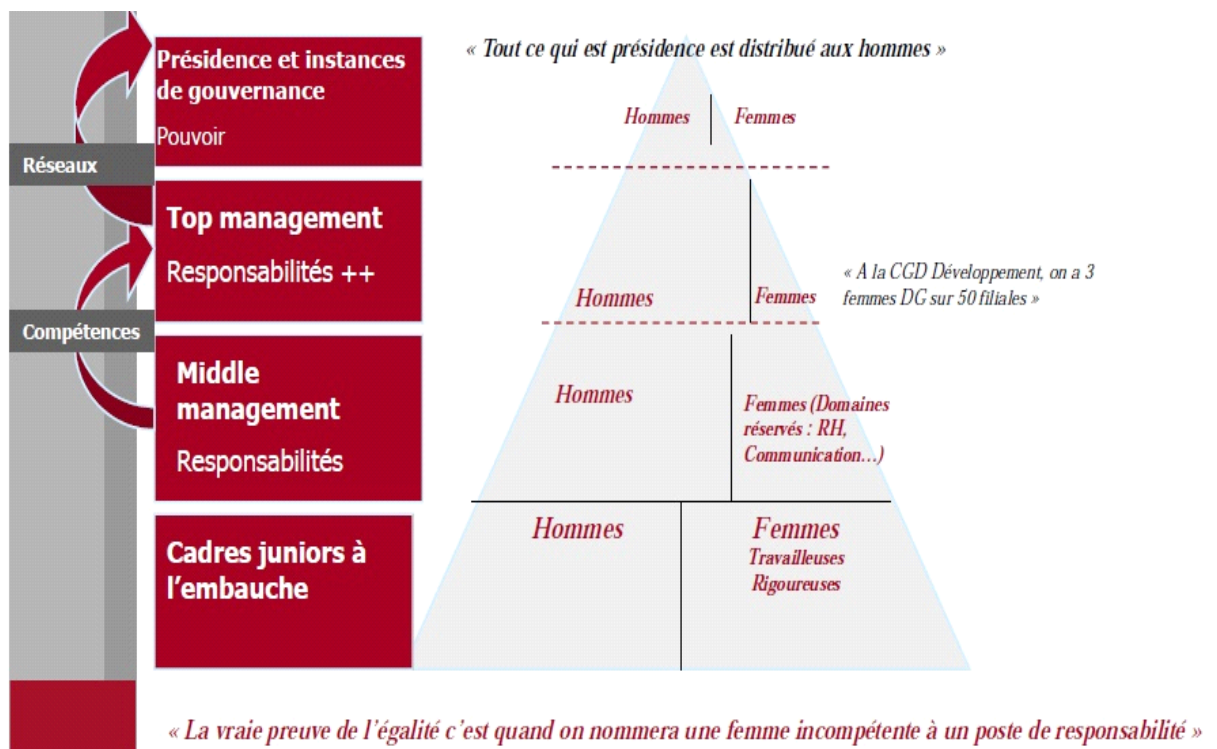 « Tout ce qui est présidence est distribué aux hommes »
Présidence et instances
de gouvernance
Pouvoir
Hommes
Femmes
Réseaux
Top management
Responsabilités ++
Hommes
Femmes
« A la CGD Développement, on a 3
femmes DG sur 50 filiales »
Compétences
Middle
management
Responsabilités
Hommes
Femmes (Domaines
réservés : RH,
Communication…)
Cadres juniors à
l’embauche
Hommes
Femmes
Travailleuses
Rigoureuses
« La vraie preuve de l’égalité c’est quand on nommera une femme incompétente à un poste de responsabilité »